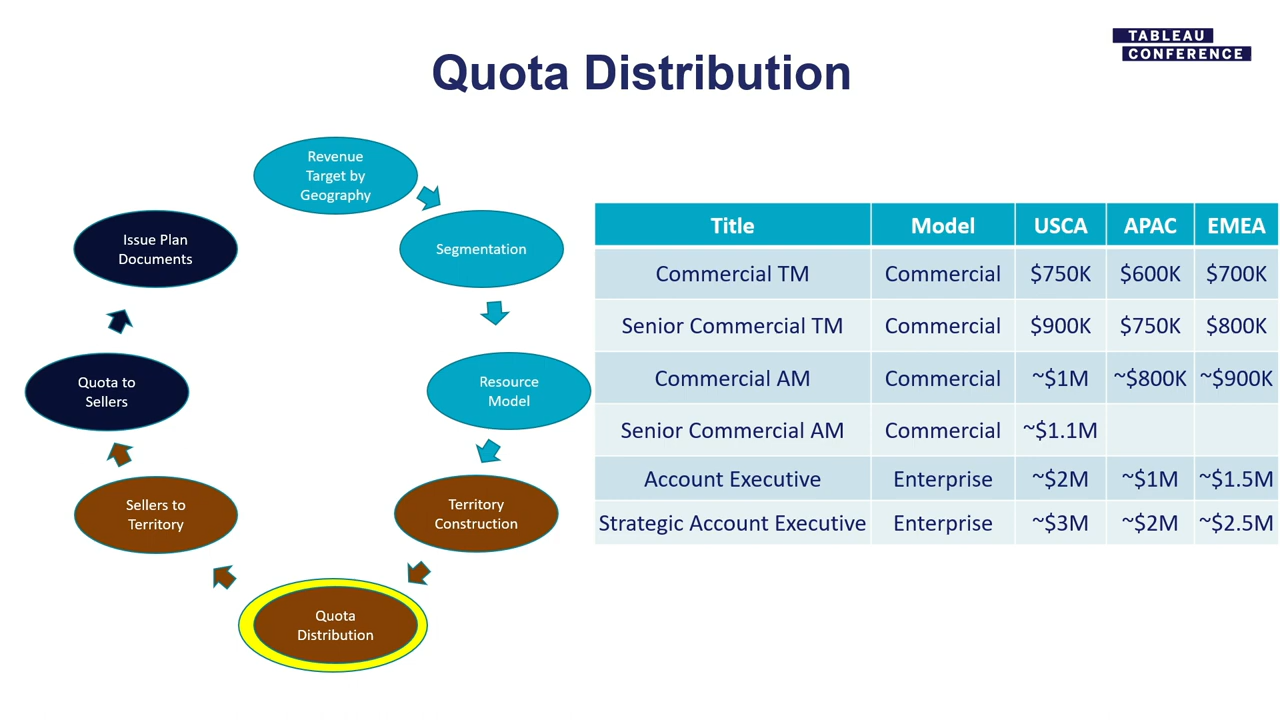 TABLEAU
CONFERENCE
Quota Distribution
Revenue
Target by
Geography
Segmentation
Resource
Model
Territory
Construction
Quota
Distribution
Sellers to
Territory
Quota to
Sellers
Issue Plan
Documents
Title Model USCA APAC EMEA
Commercial TM Commercial $750K $600K $700K
Senior Commercial TM Commercial $900K $750K $800K
Commercial AM Commercial ~$1M ~$800K ~$900K
Senior Commercial AM Commercial ~$1.1M
Account Executive Enterprise ~$2M ~$1M ~$1.5M
Strategic Account Executive Enterprise ~$3M ~$2M ~$2.5M